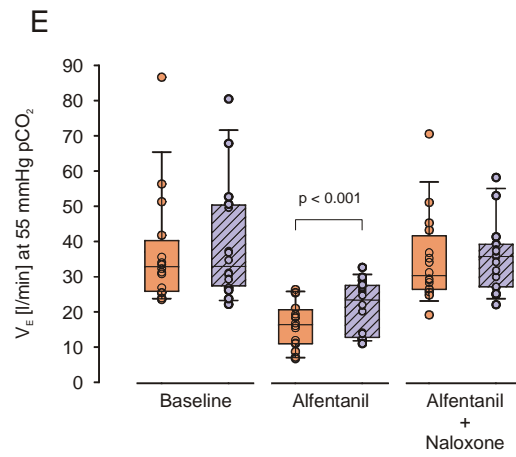 E
V_E [l/min] at 55 mmHg pCO₂
90
80
70
60
50
40
30
20
10
0
p < 0.001
Baseline
Alfentanil
Alfentanil
+
Naloxone